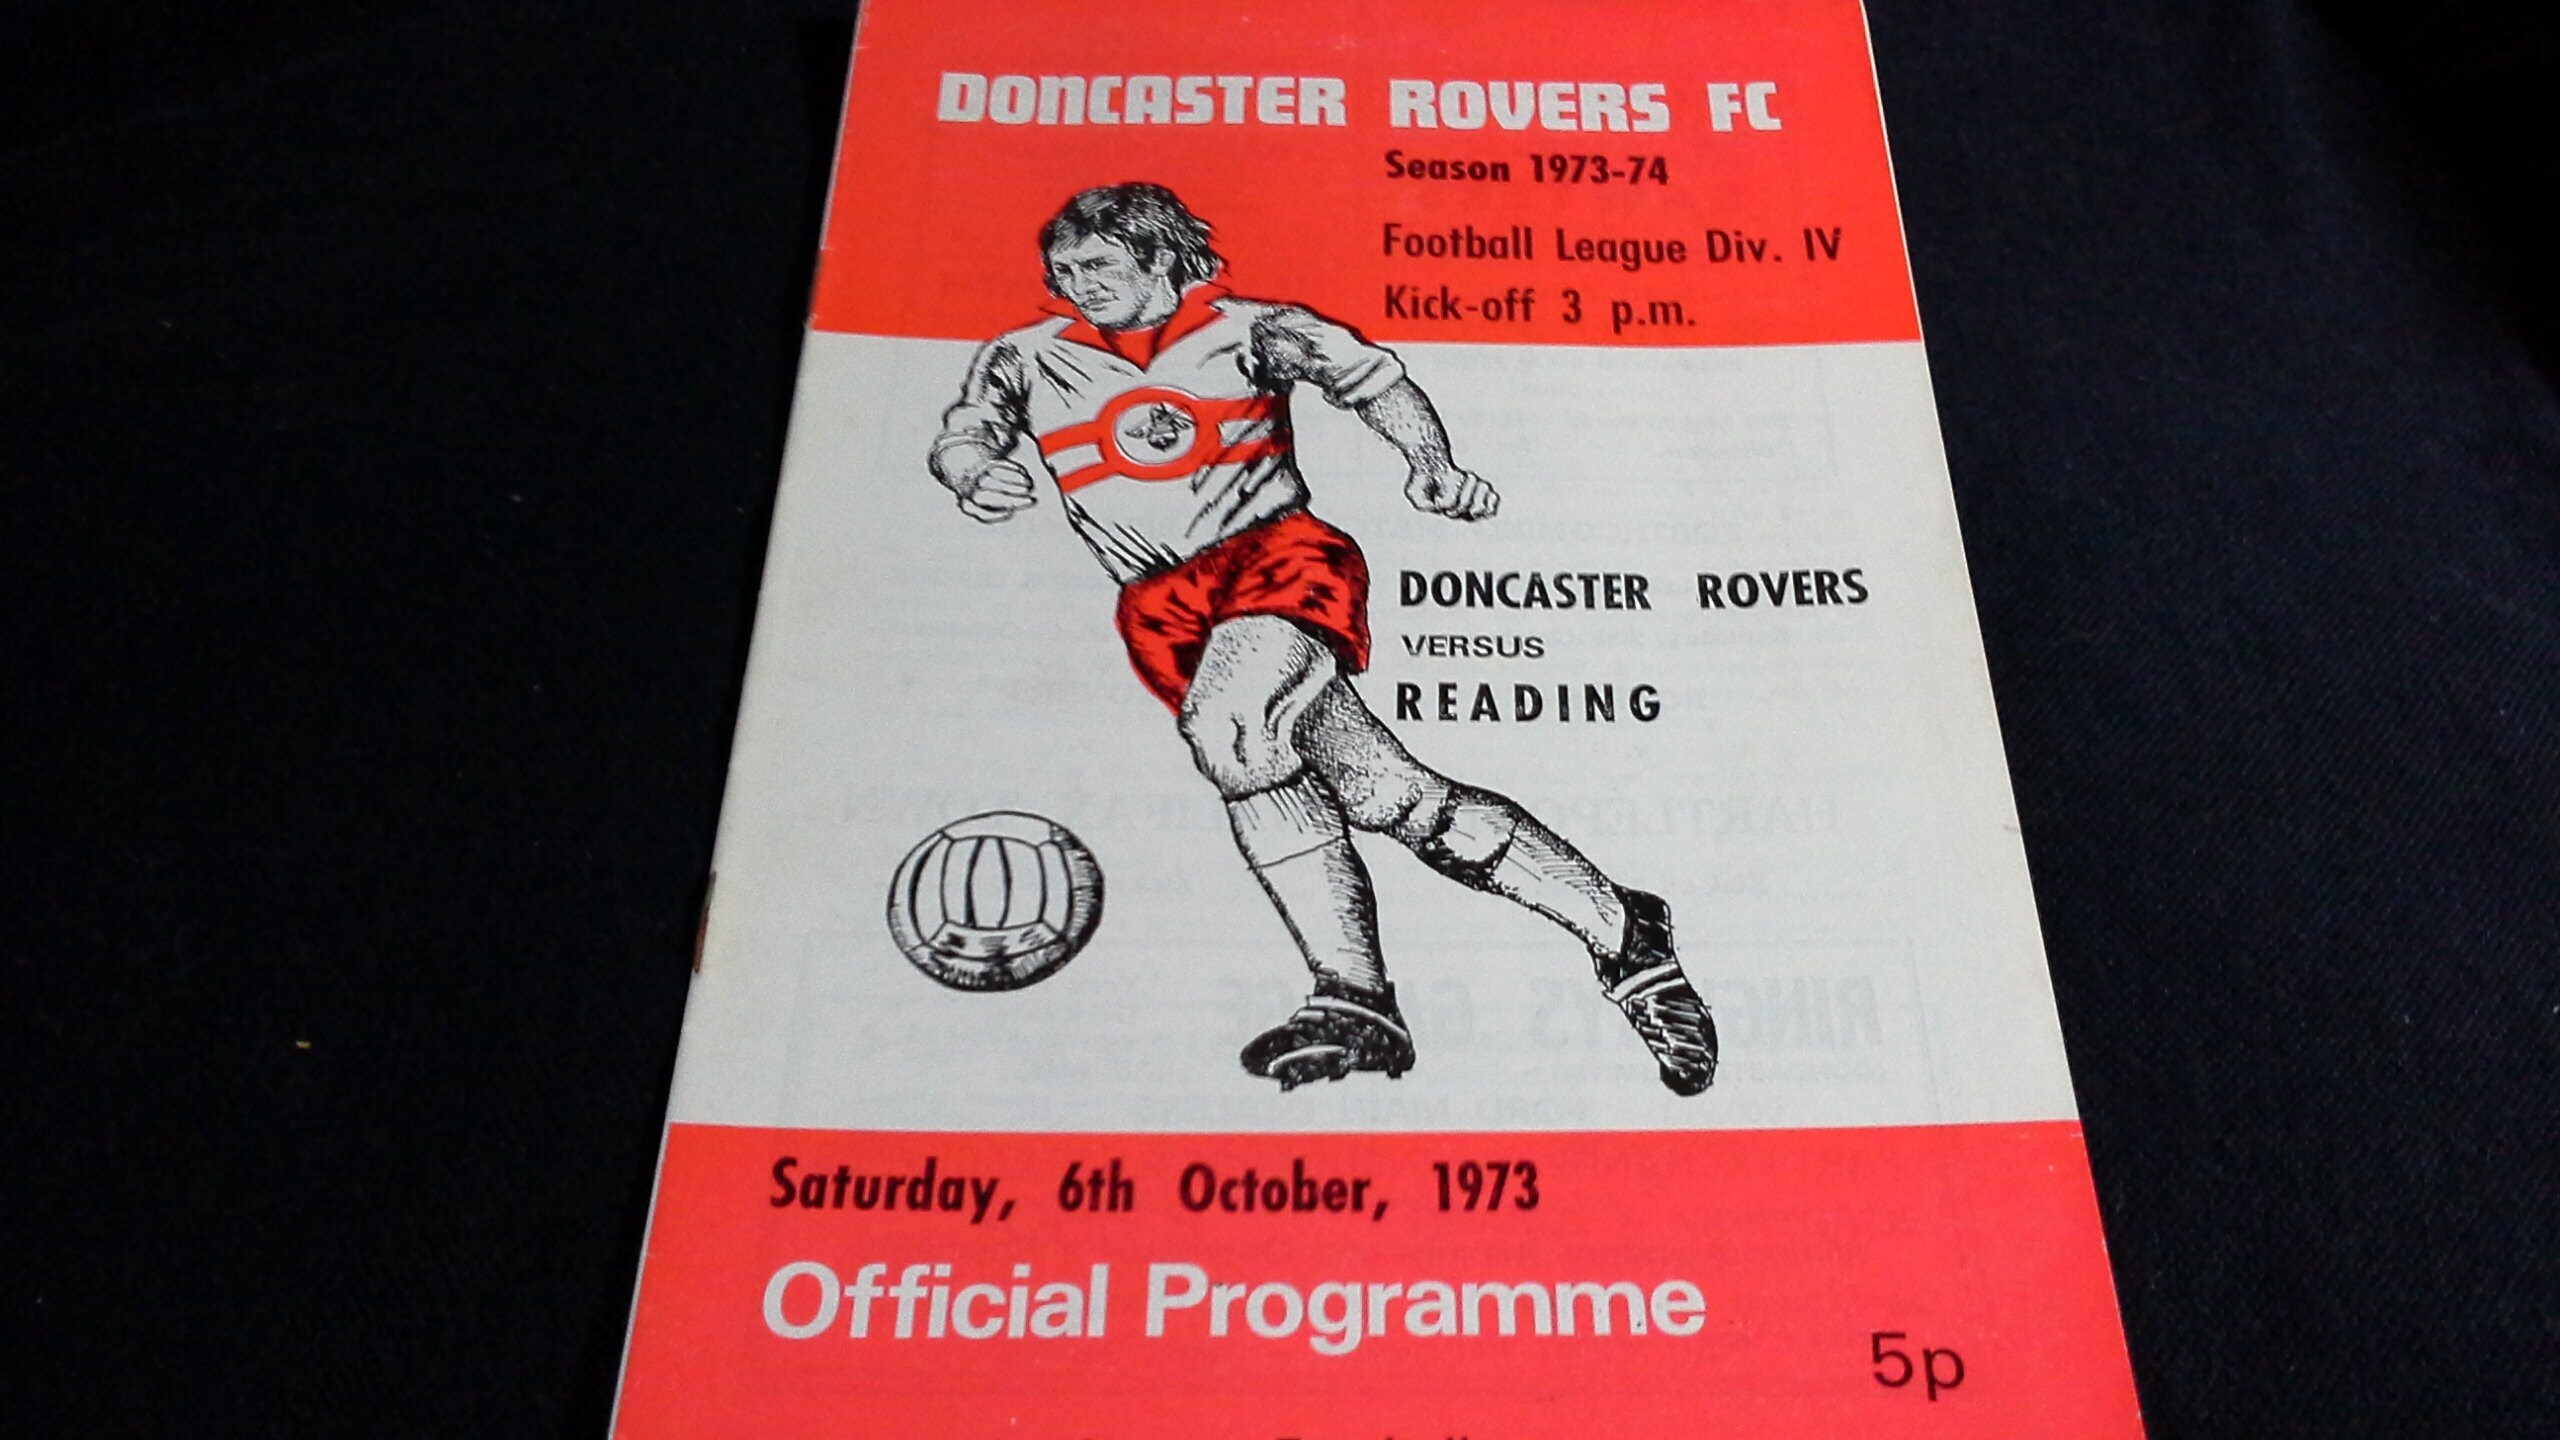 DONCASTER ROVERS FC
Season 1973-74
Football League Div. IV
Kick-off 3 p.m.
DONCASTER ROVERS
VERSUS
READING
Saturday, 6th October, 1973
Official Programme
5p